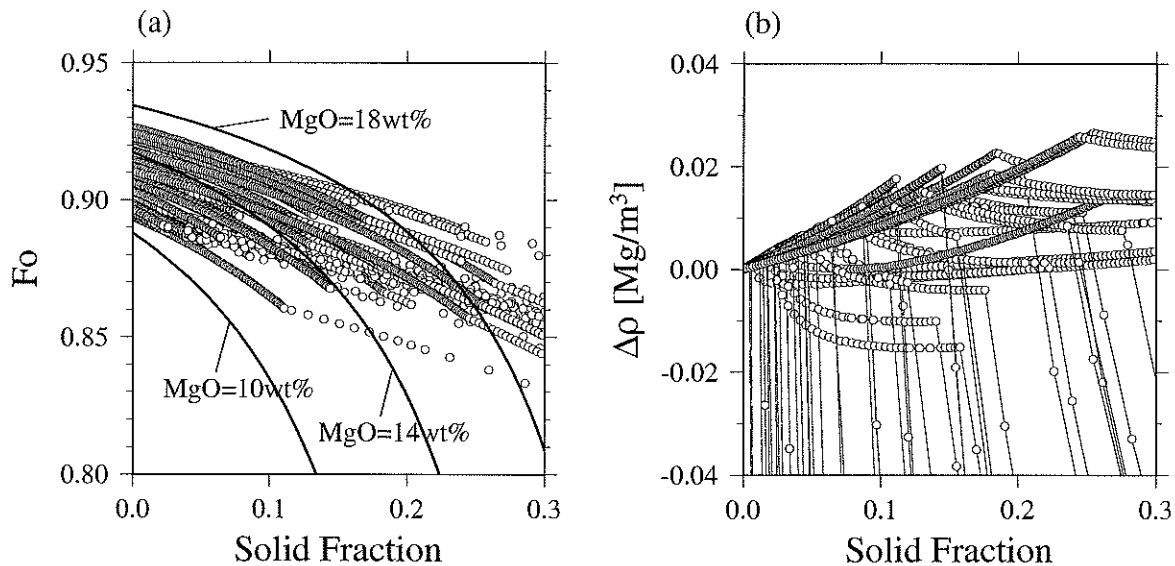 (a)
Fo
0.95
0.90
0.85
0.80
MgO=18wt%
MgO=10wt%
MgO=14wt%
0.0 0.1 0.2 0.3
Solid Fraction
(b)
Δρ [Mg/m³]
0.04
0.02
0.00
-0.02
-0.04
0.0 0.1 0.2 0.3
Solid Fraction